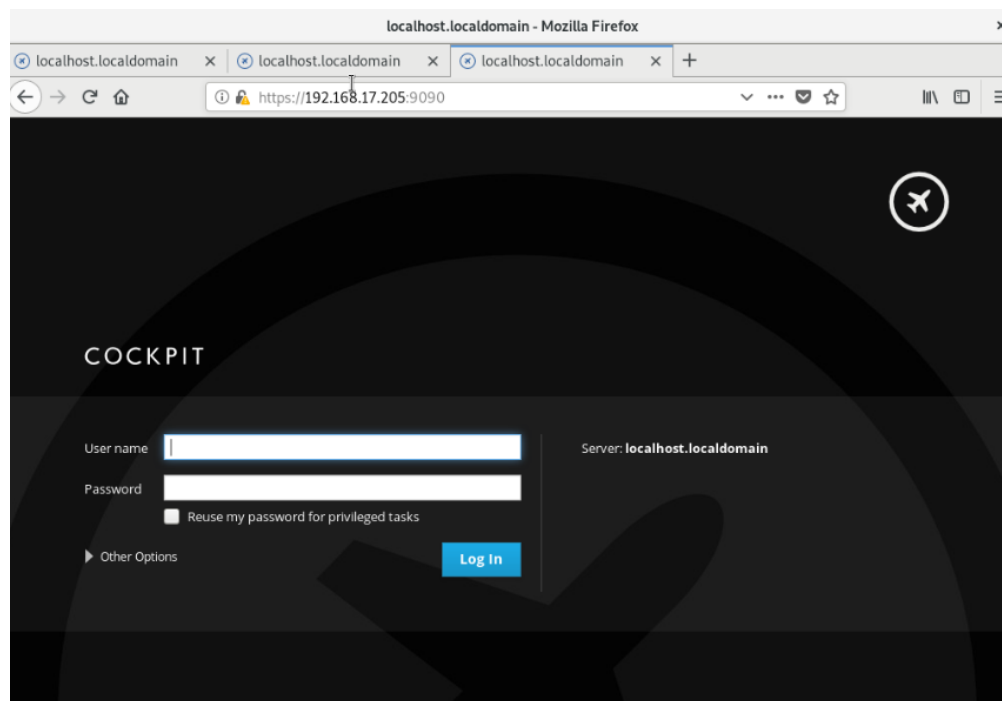 localhost.localdomain - Mozilla Firefox
localhost.localdomain localhost.localdomain localhost.localdomain
https://192.168.17.205:9090
COCKPIT
User name
Server: localhost.localdomain
Password
Reuse my password for privileged tasks
Other Options
Log In